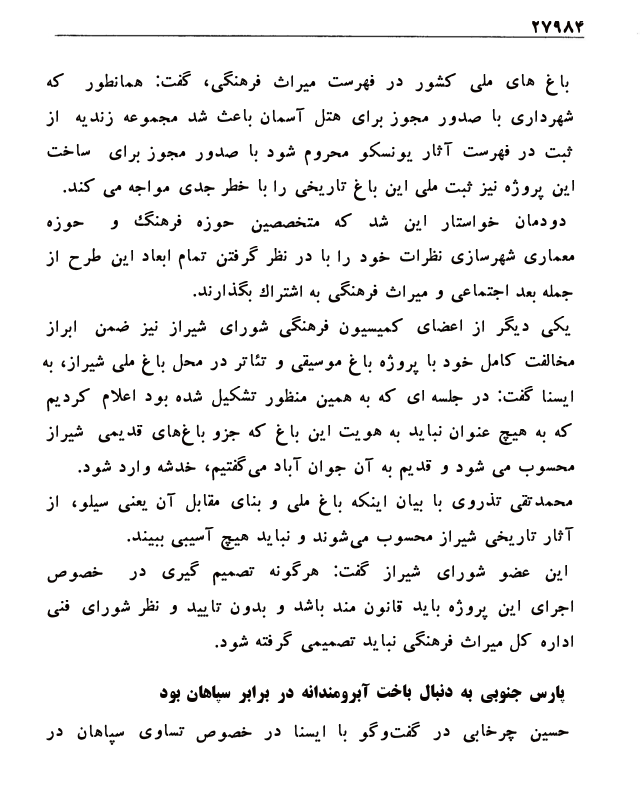 ۲۷۹۸۴
باغ های ملی کشور در فهرست میراث فرهنگی، گفت: همانطور که
شهرداری با صدور مجوز برای هتل آسمان باعث شد مجموعه زندیه از
ثبت در فهرست آثار یونسکو محروم شود با صدور مجوز برای ساخت
این پروژه نیز ثبت ملی این باغ تاریخی را با خطر جدی مواجه می کند.
دودمان خواستار این شد که متخصصین حوزه فرهنگ و حوزه
معماری شهرسازی نظرات خود را با در نظر گرفتن تمام ابعاد این طرح از
جمله بعد اجتماعی و میراث فرهنگی به اشتراك بگذارند.
یکی دیگر از اعضای کمیسیون فرهنگی شورای شیراز نیز ضمن ابراز
مخالفت کامل خود با پروژه باغ موسیقی و تئاتر در محل باغ ملی شیراز، به
ایسنا گفت: در جلسه ای که به همین منظور تشکیل شده بود اعلام کردیم
که به هیچ عنوان نباید به هویت این باغ که جزو باغ‌های قدیمی شیراز
محسوب می شود و قدیم به آن جوان آباد می‌گفتیم، خدشه وارد شود.
محمدتقی تذروی با بیان اینکه باغ ملی و بنای مقابل آن یعنی سیلو، از
آثار تاریخی شیراز محسوب می‌شوند و نباید هیچ آسیبی ببیند.
این عضو شورای شیراز گفت: هرگونه تصمیم گیری در خصوص
اجرای این پروژه باید قانون مند باشد و بدون تایید و نظر شورای فنی
اداره کل میراث فرهنگی نباید تصمیمی گرفته شود.
پارس جنوبی به دنبال باخت آبرومندانه در برابر سپاهان بود
حسین چرخابی در گفت‌وگو با ایسنا در خصوص تساوی سپاهان در